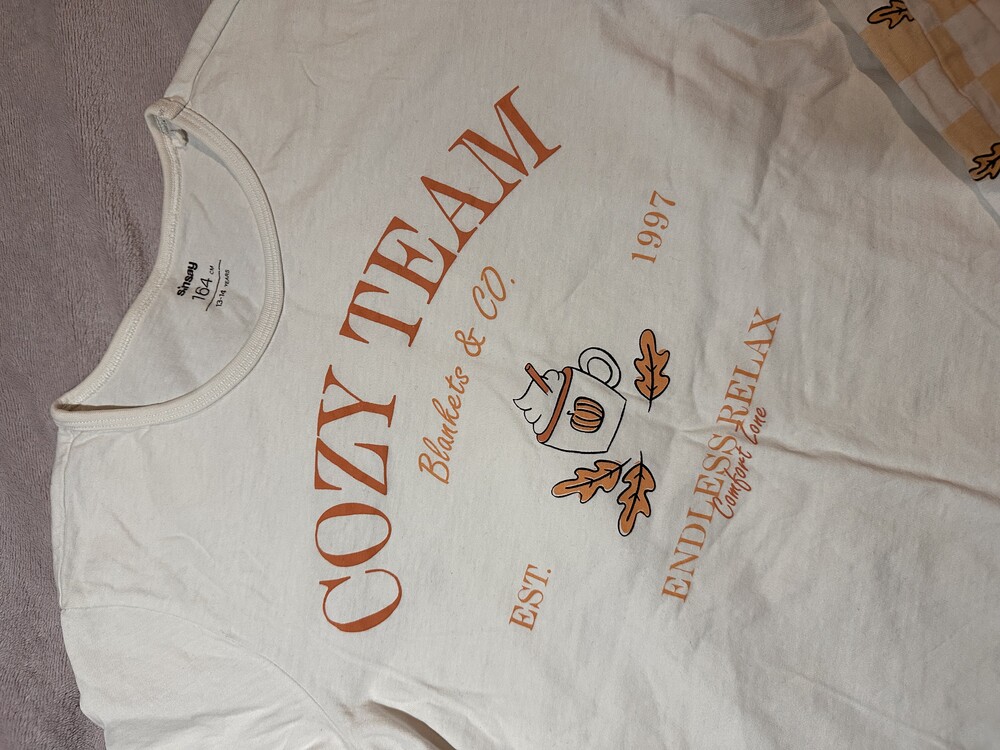 sinsay
164 CM
13-14 YEARS
COZY TEAM
Blankets & CO.
EST. 1997
ENDLESS RELAX
Comfort Zone